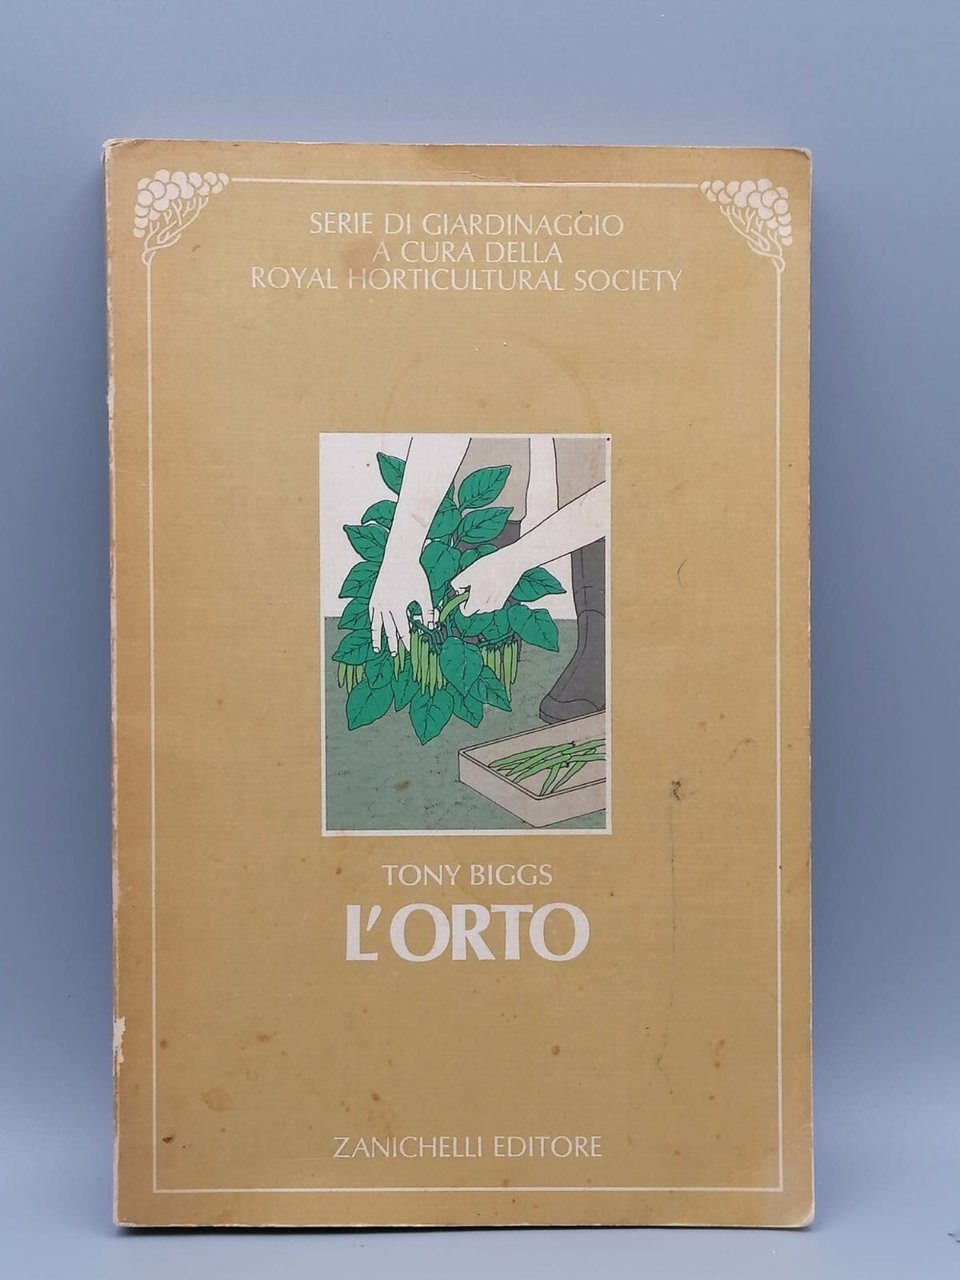 SERIE DI GIARDINAGGIO
A CURA DELLA
ROYAL HORTICULTURAL SOCIETY
TONY BIGGS
L'ORTO
ZANICHELLI EDITORE